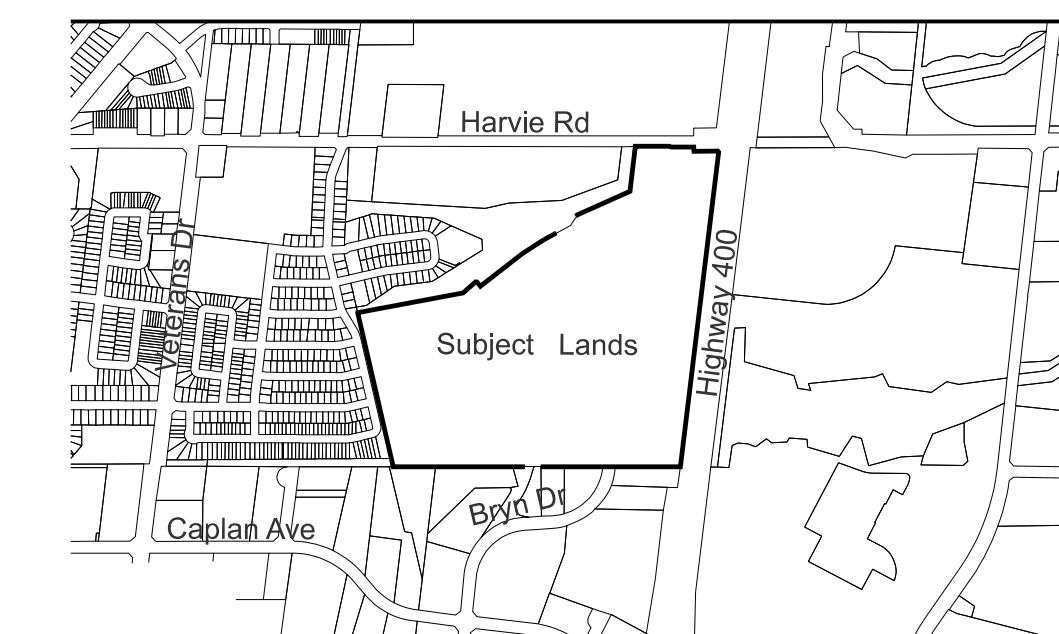 Harvie Rd
Veterans Dr
Highway 400
Subject Lands
Bryn Dr
Caplan Ave